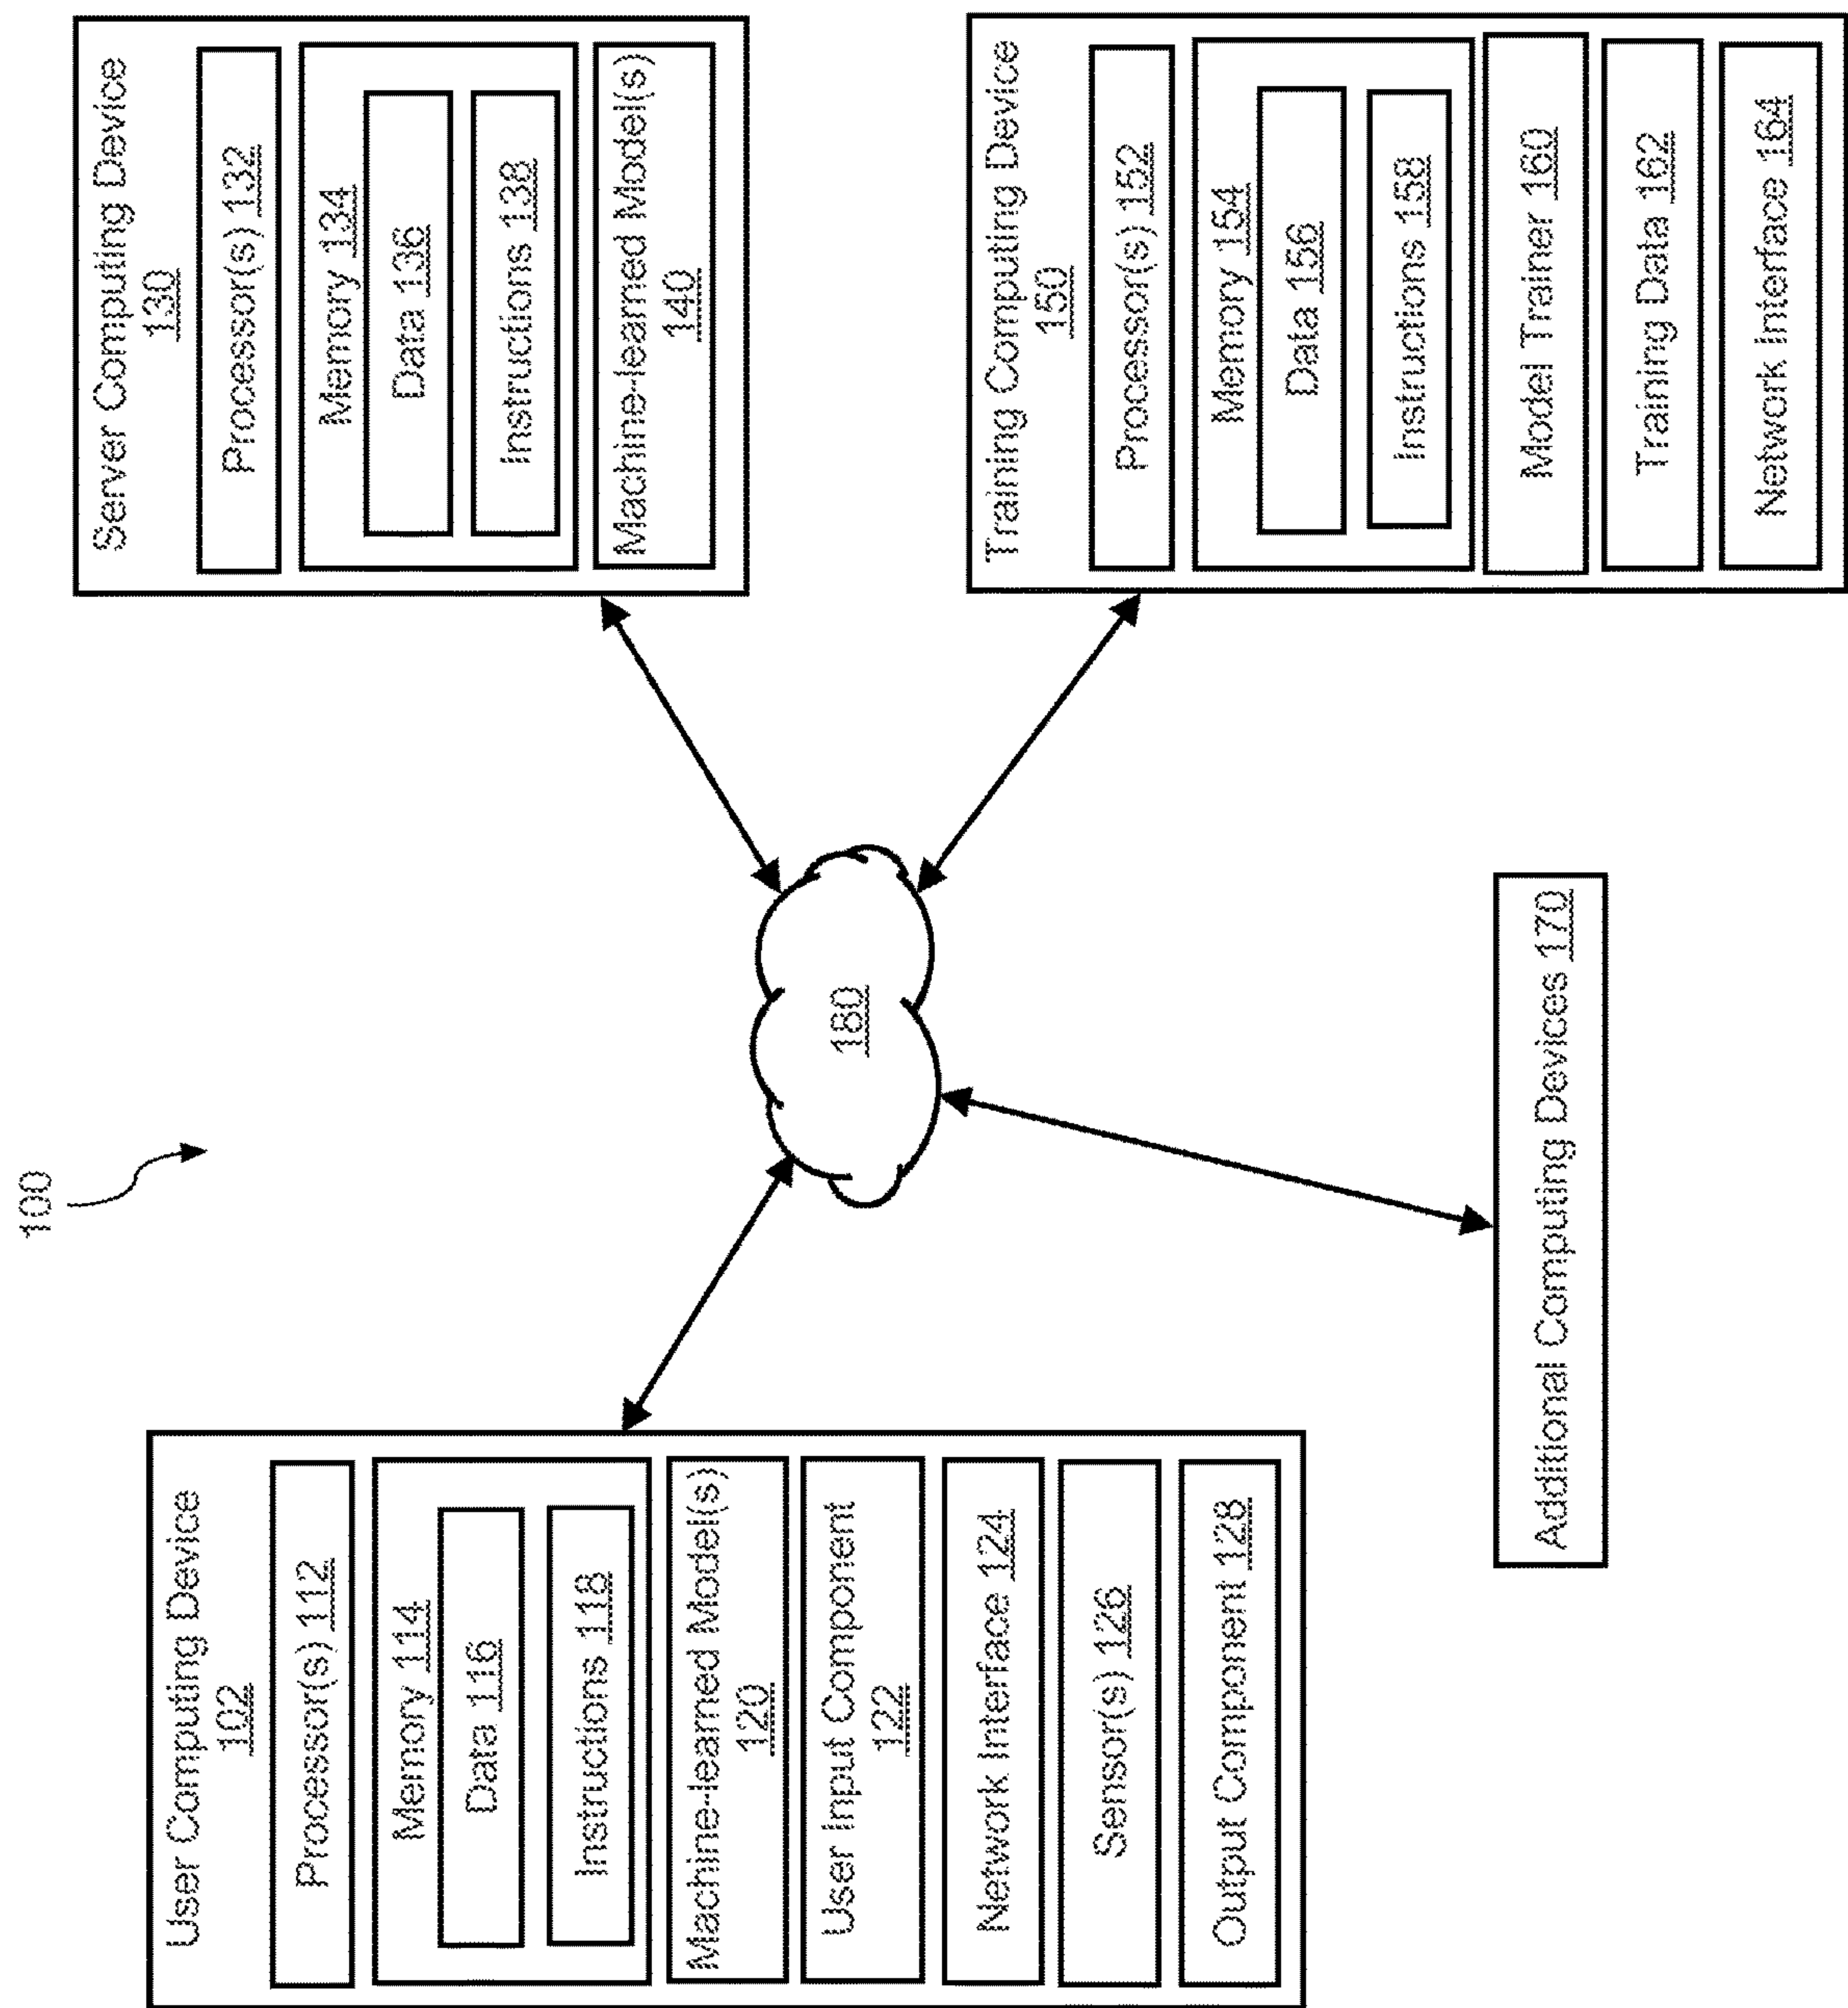 100
User Computing Device
102
Processor(s) 112
Memory 114
Data 116
Instructions 118
Machine-learned Model(s)
120
User Input Component
122
Network Interface 124
Sensor(s) 126
Output Component 128
180
Server Computing Device
130
Processor(s) 132
Memory 134
Data 136
Instructions 138
Machine-learned Model(s)
140
Training Computing Device
150
Processor(s) 152
Memory 154
Data 156
Instructions 158
Model Trainer 160
Training Data 162
Network Interface 164
Additional Computing Devices 170